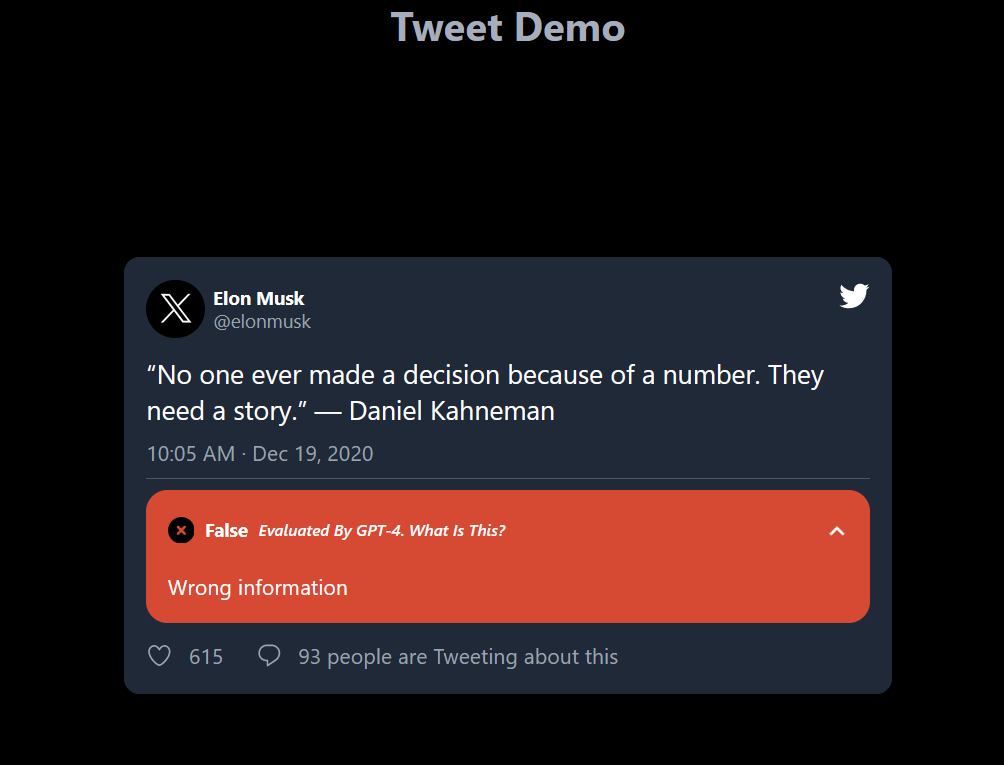 Tweet Demo
Elon Musk
@elonmusk
“No one ever made a decision because of a number. They
need a story.” — Daniel Kahneman
10:05 AM · Dec 19, 2020
False Evaluated By GPT-4. What Is This?
Wrong information
615 93 people are Tweeting about this